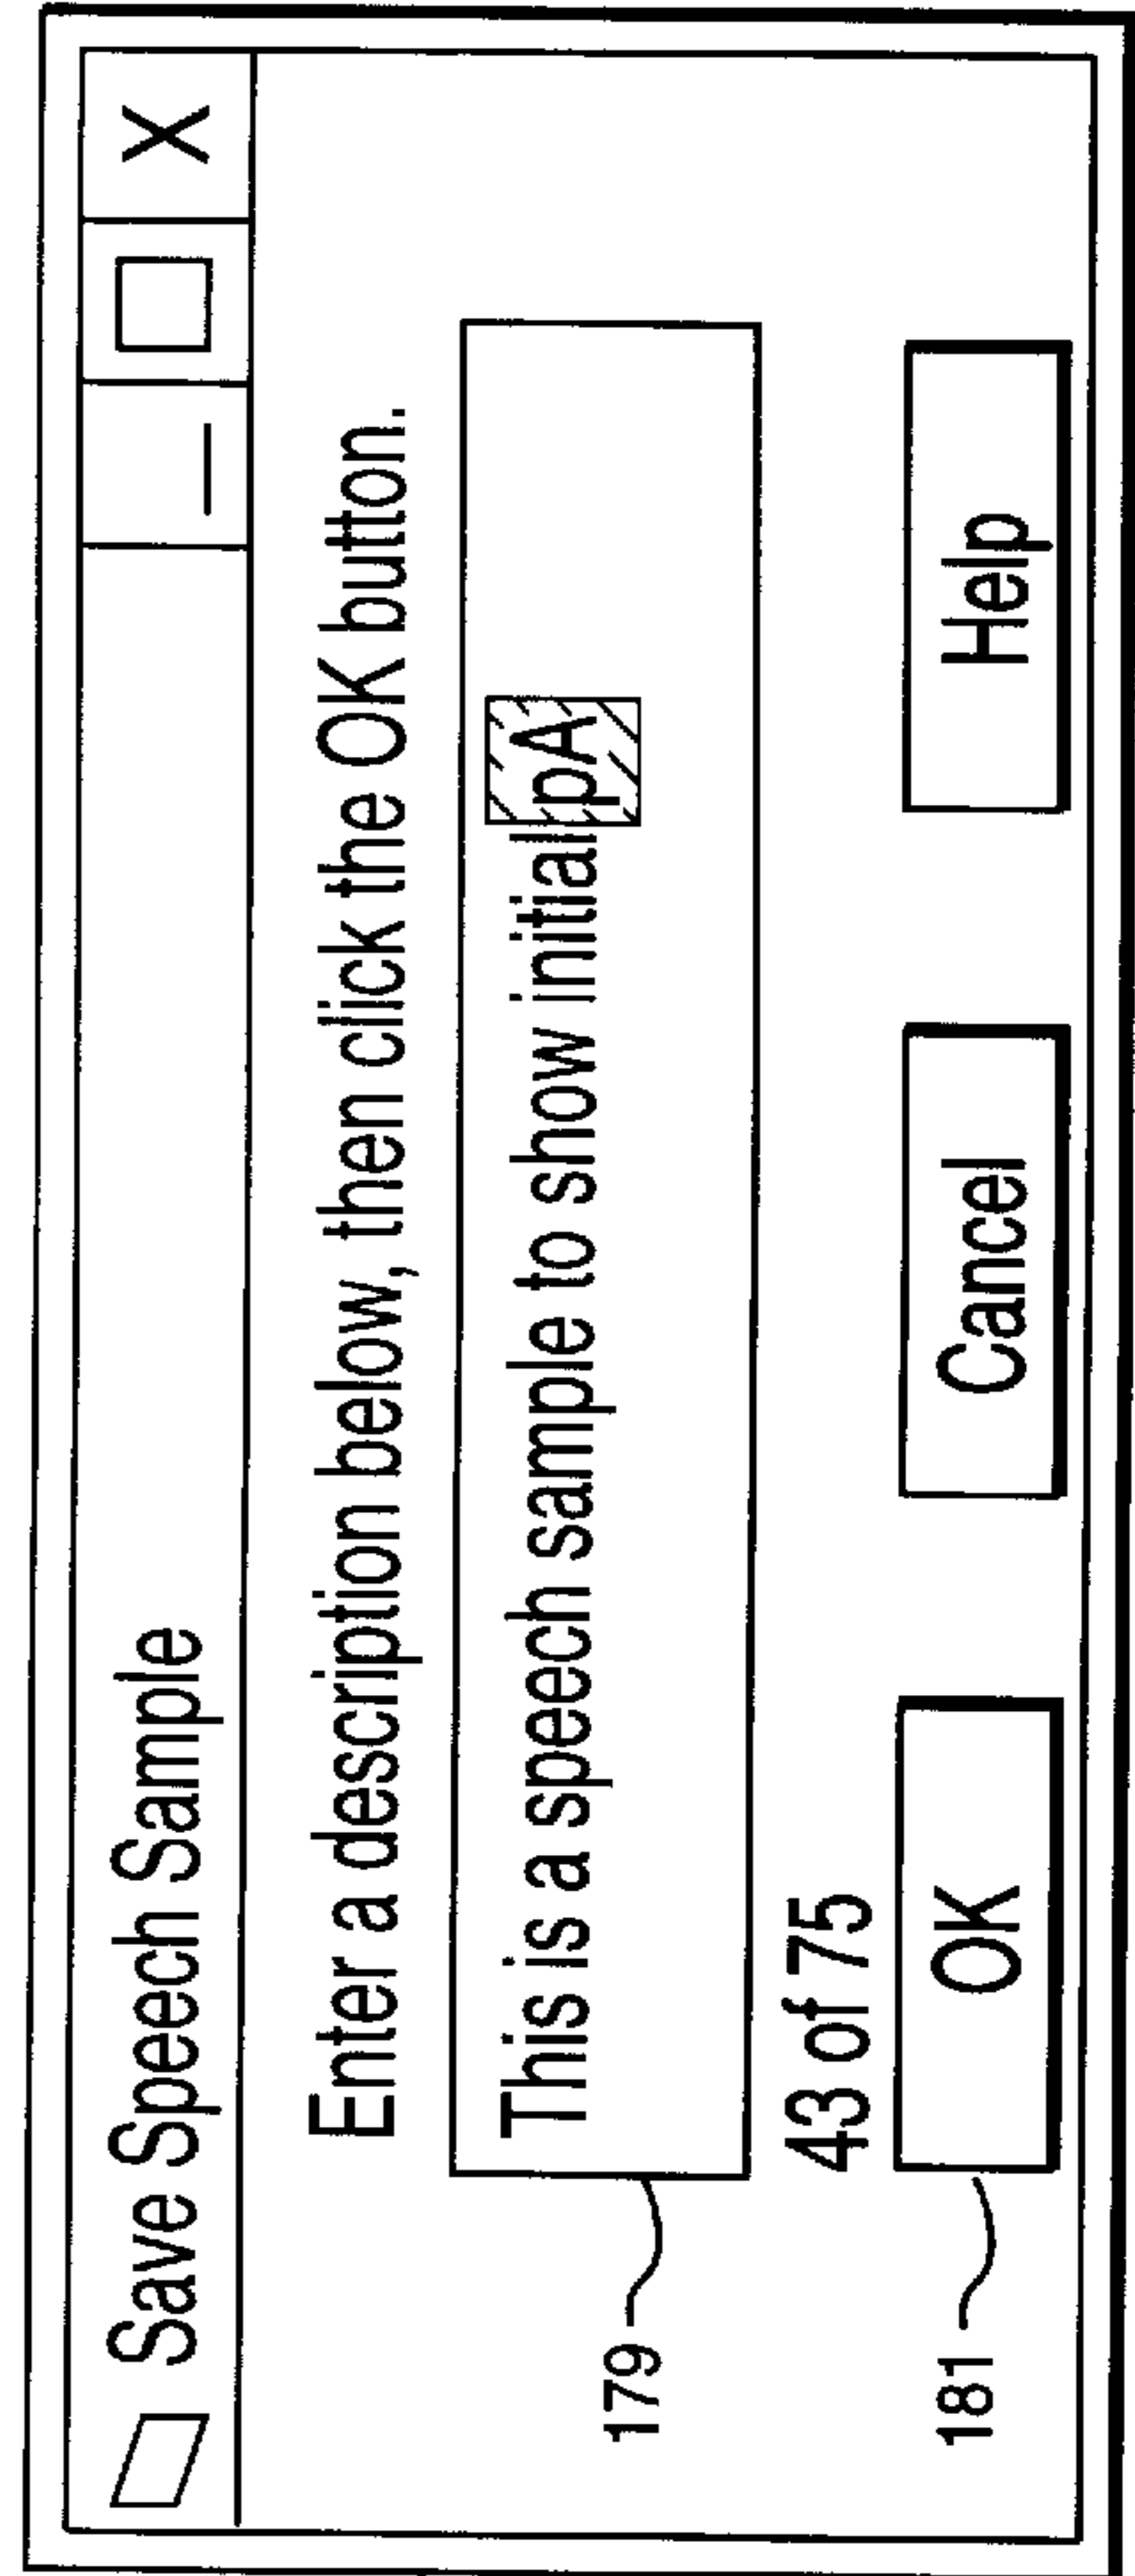 Save Speech Sample X
Enter a description below, then click the OK button.
179 This is a speech sample to show initial pA
43 of 75
181 OK Cancel Help